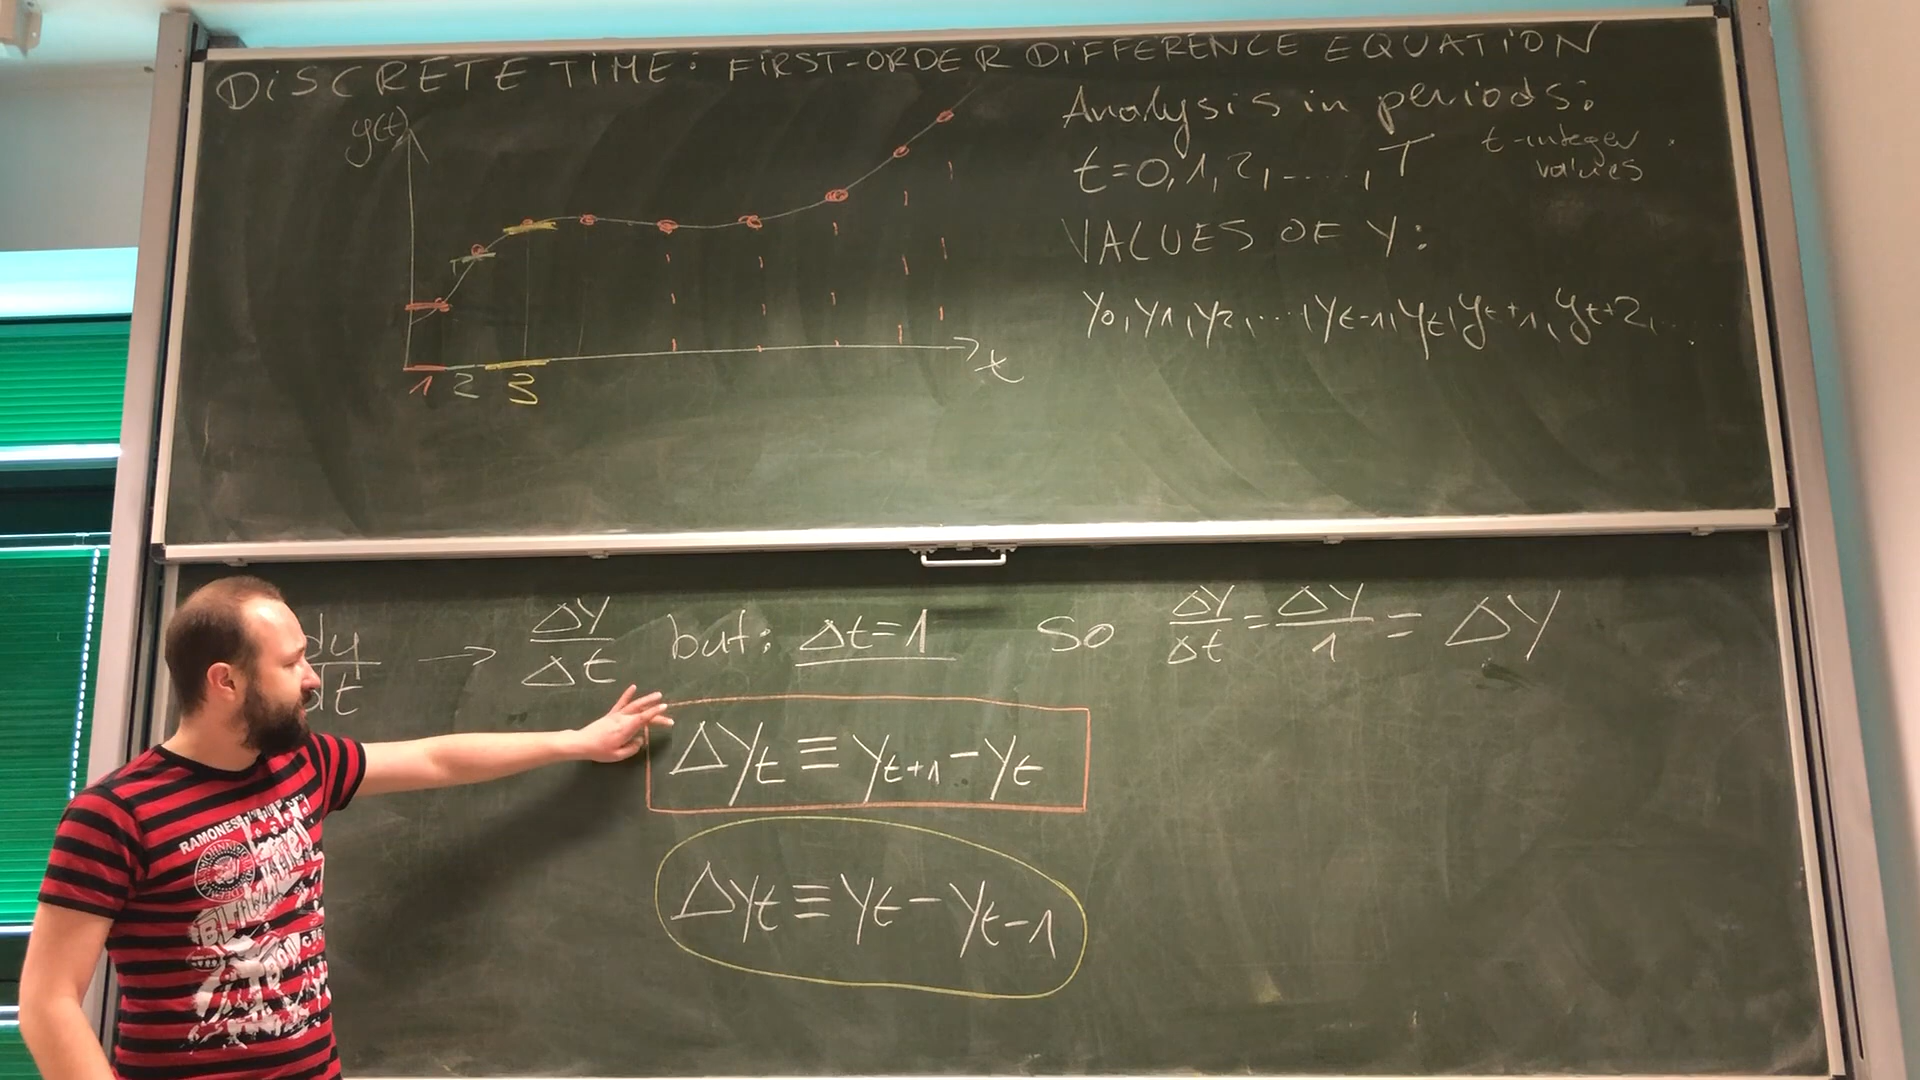 DISCRETE TIME: FIRST-ORDER DIFFERENCE EQUATION
y(t)
t
1 2 3
Analysis in periods:
t=0,1,2,.....,T
t-integer
values
VALUES OF Y:
y0,y1,y2,....,yt-1,yt,yt+1,yt+2,....
dy/dt → ΔY/Δt but: Δt=1 so ΔY/Δt = ΔY/1 = ΔY
Δyt ≡ yt+1 - yt
Δyt ≡ yt - yt-1
RAMONES